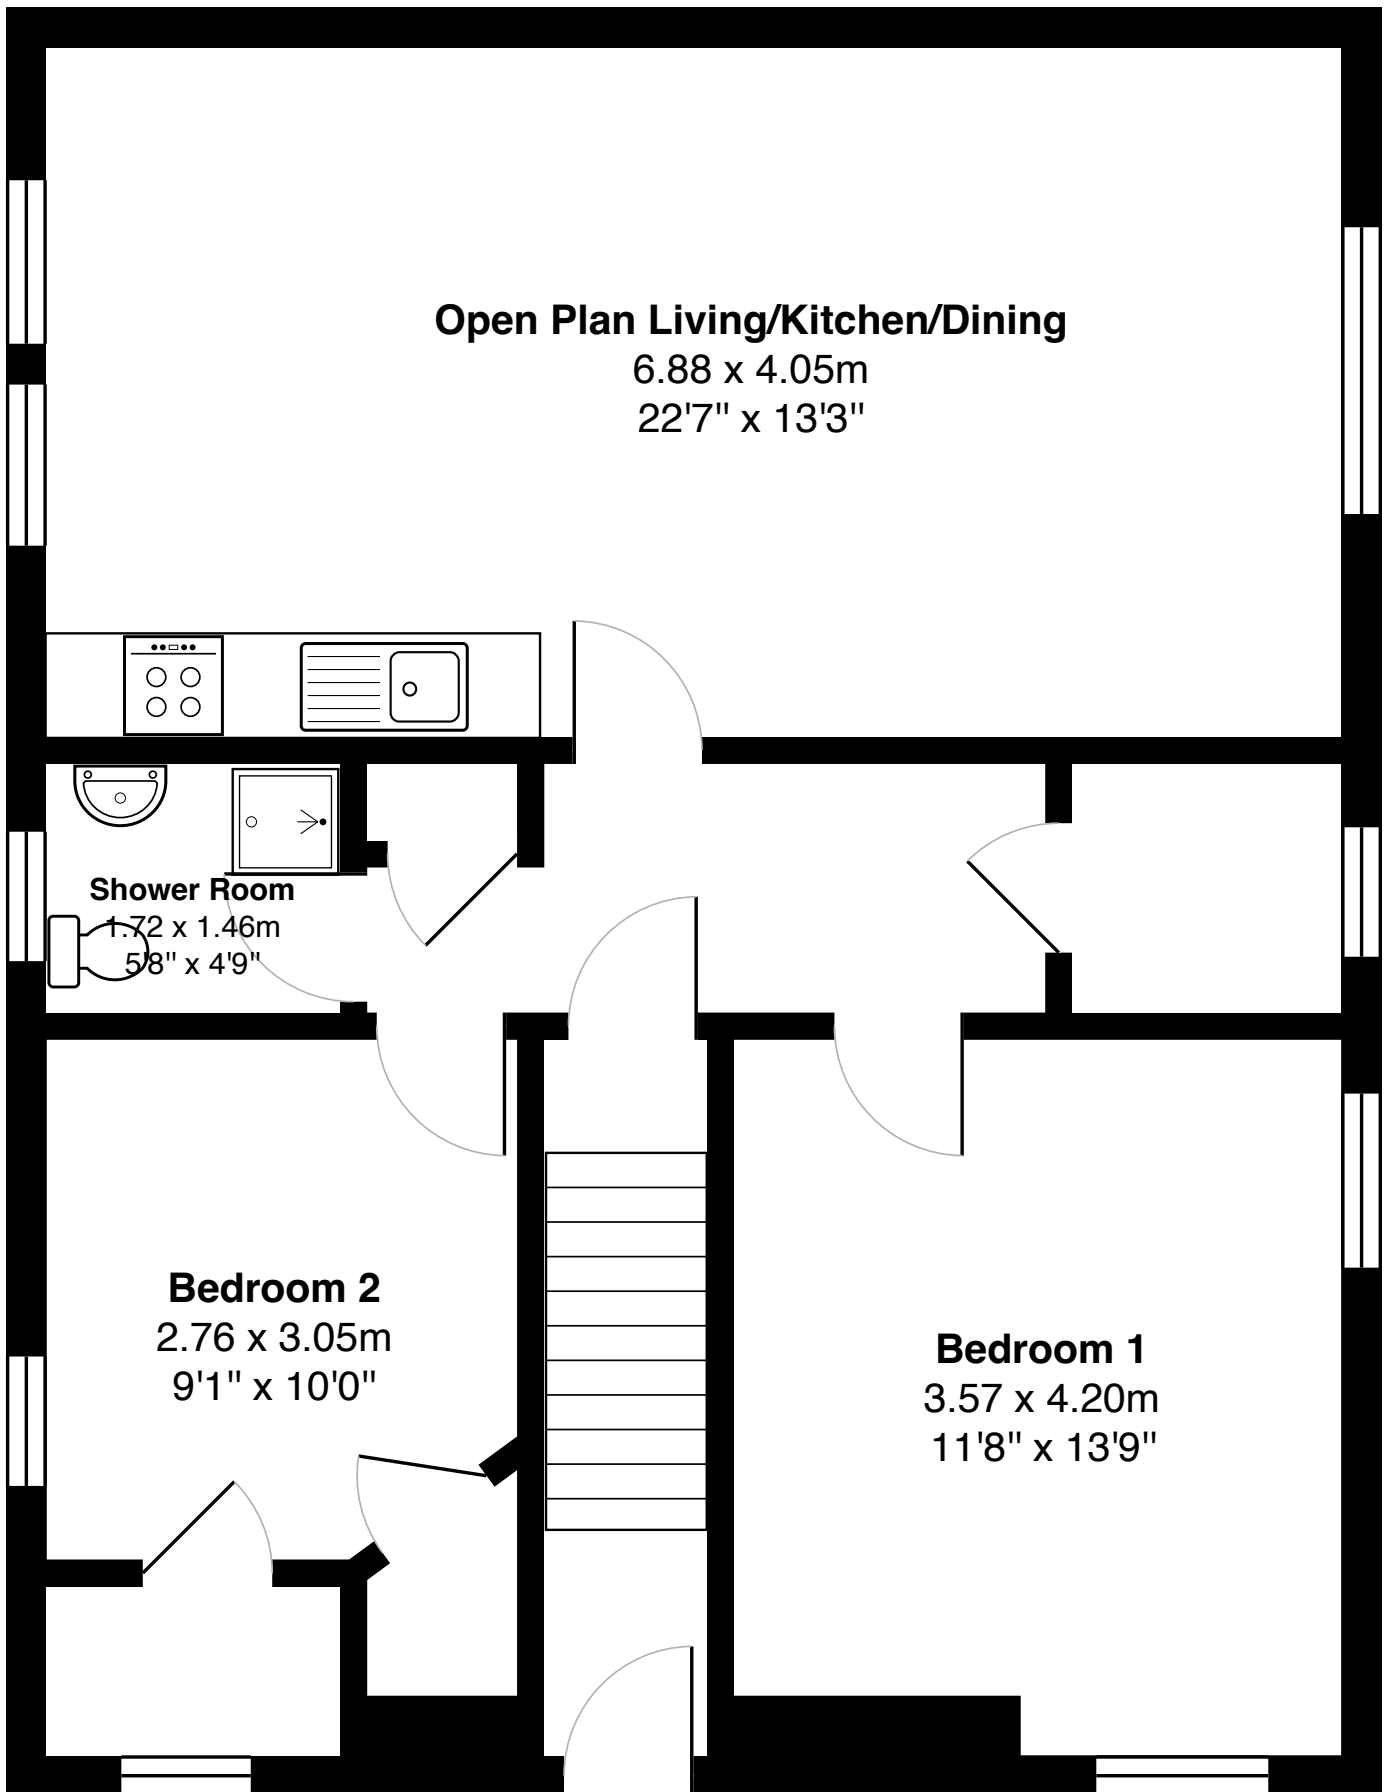 Open Plan Living/Kitchen/Dining
6.88 x 4.05m
22'7" x 13'3"
Shower Room
1.72 x 1.46m
5'8" x 4'9"
Bedroom 2
2.76 x 3.05m
9'1" x 10'0"
Bedroom 1
3.57 x 4.20m
11'8" x 13'9"